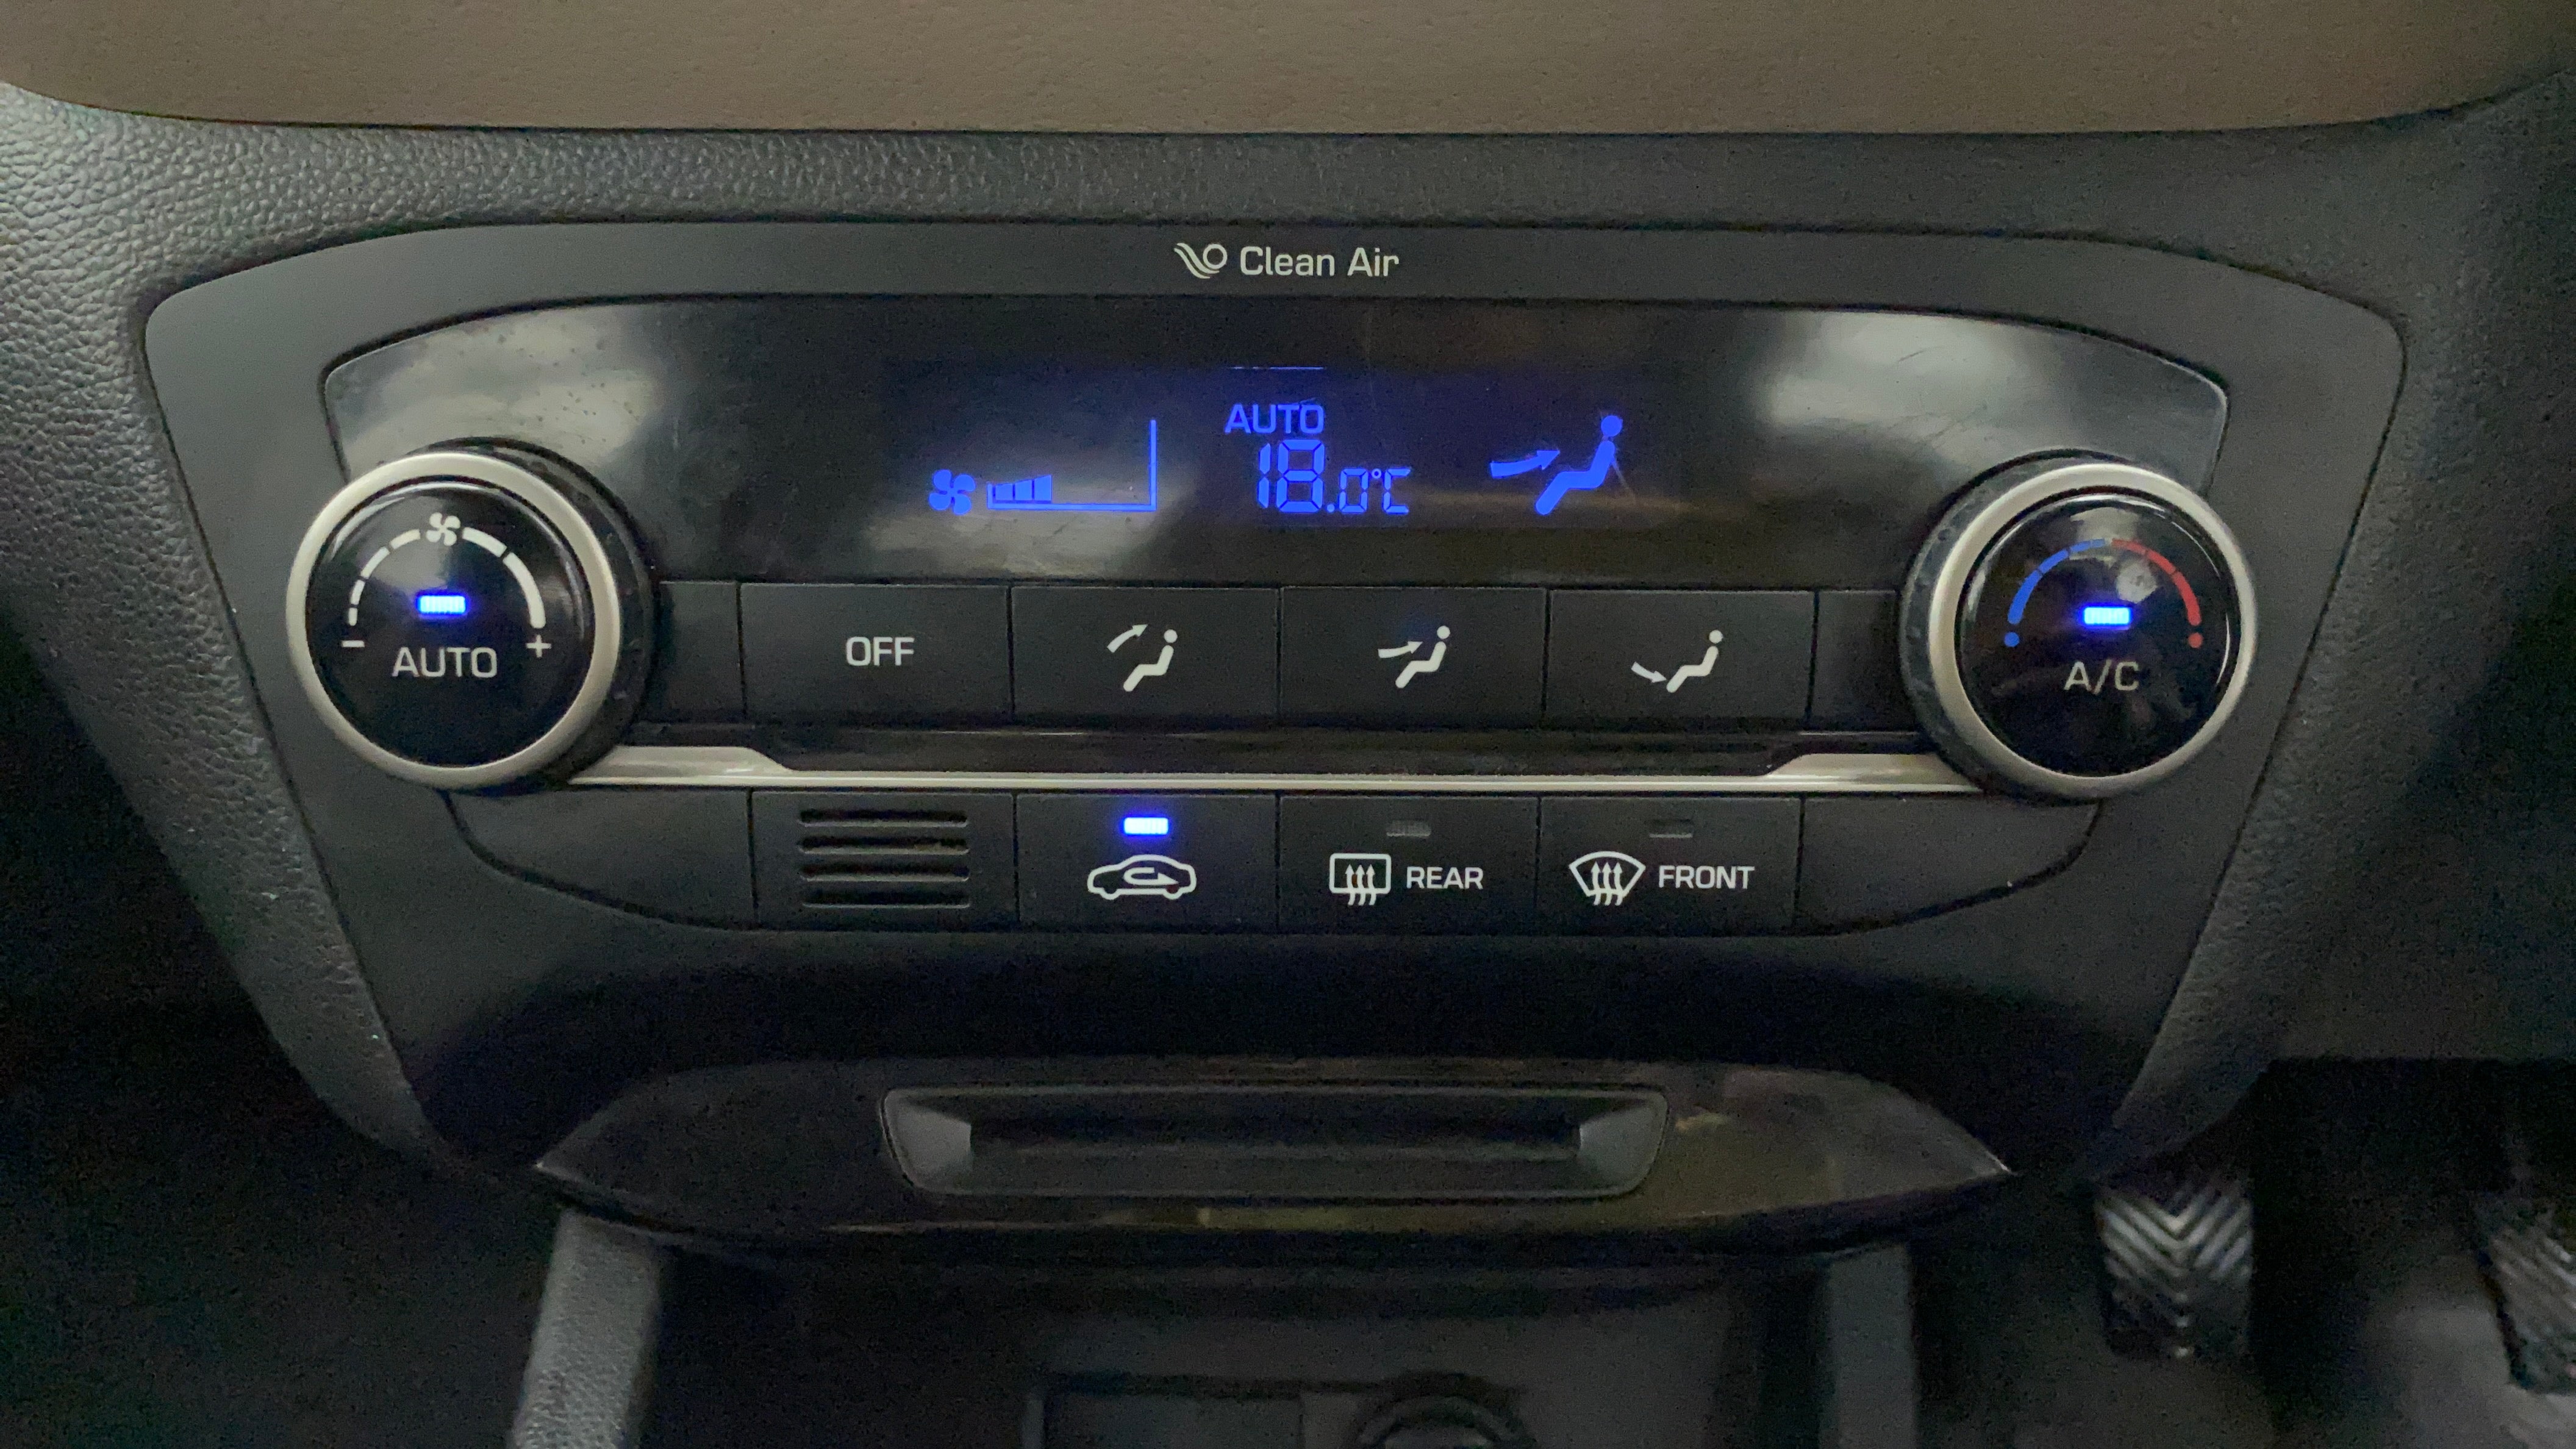 Clean Air
AUTO
18.0°C
- AUTO +
OFF
A/C
REAR
FRONT